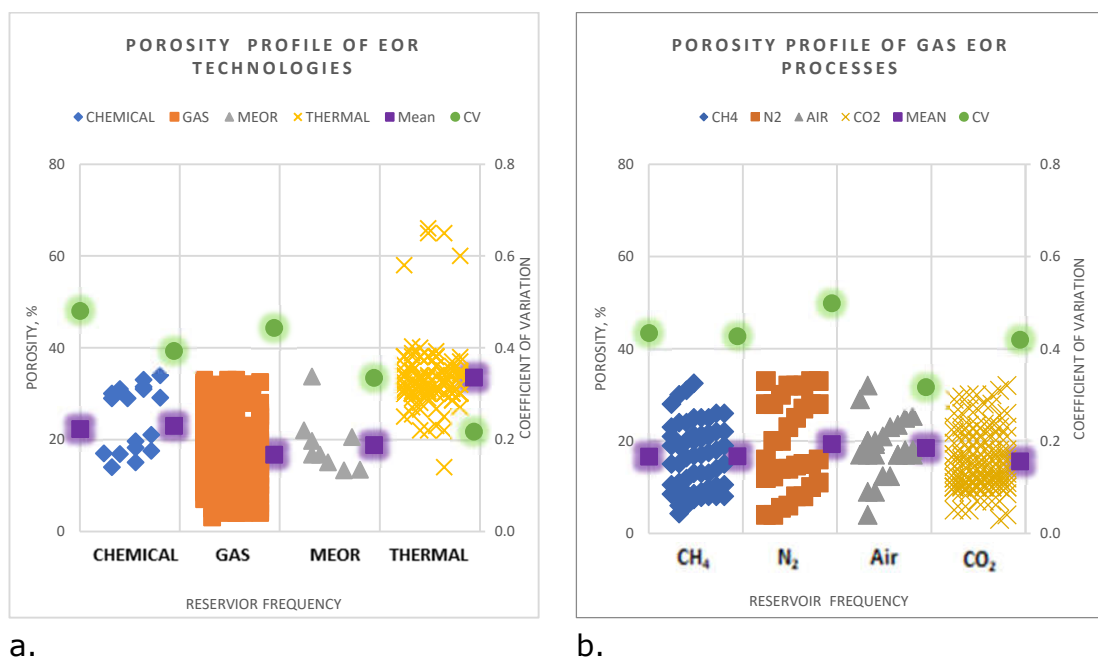 POROSITY PROFILE OF EOR
TECHNOLOGIES
CHEMICAL GAS MEOR THERMAL Mean CV
80
60
40
20
0
POROSITY, %
0.8
0.6
0.4
0.2
0.0
COEFFICIENT OF VARIATION
CHEMICAL GAS MEOR THERMAL
RESERVIOR FREQUENCY
a.
POROSITY PROFILE OF GAS EOR
PROCESSES
CH4 N2 AIR CO2 MEAN CV
80
60
40
20
0
POROSITY, %
0.8
0.6
0.4
0.2
0.0
COEFFICIENT OF VARIATION
CH₄ N₂ Air CO₂
RESERVOIR FREQUENCY
b.